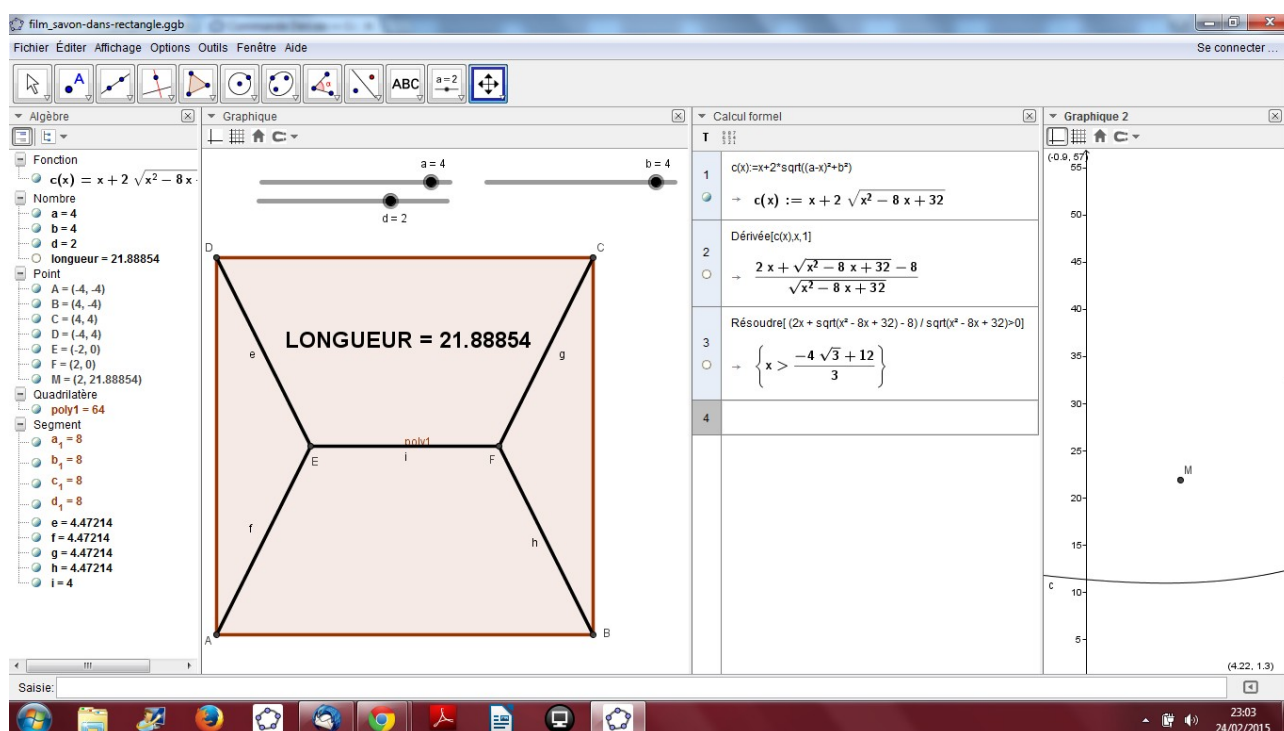 film_savon-dans-rectangle.ggb
Fichier Éditer Affichage Options Outils Fenêtre Aide
Se connecter ...
A
α
ABC
a=2
Algèbre
Fonction
c(x) = x + 2 √x² − 8 x
Nombre
a = 4
b = 4
d = 2
longueur = 21.88854
Point
A = (-4, -4)
B = (4, -4)
C = (4, 4)
D = (-4, 4)
E = (-2, 0)
F = (2, 0)
M = (2, 21.88854)
Quadrilatère
poly1 = 64
Segment
a₁ = 8
b₁ = 8
c₁ = 8
d₁ = 8
e = 4.47214
f = 4.47214
g = 4.47214
h = 4.47214
i = 4
Graphique
a = 4
b = 4
d = 2
D
C
LONGUEUR = 21.88854
e
g
poly1
E
i
F
f
h
A
B
Calcul formel
T
1
c(x):=x+2*sqrt((a-x)²+b²)
→ c(x) := x + 2 √x² − 8 x + 32
2
Dérivée[c(x),x,1]
→ 2 x + √x² − 8 x + 32 − 8
√x² − 8 x + 32
3
Résoudre[ (2x + sqrt(x² - 8x + 32) - 8) / sqrt(x² - 8x + 32)>0]
→ { x > −4 √3 + 12 }
3
4
Graphique 2
(-0.9, 57)
55
50
45
40
35
30
25
M
20
15
c
10
5
(4.22, 1.3)
Saisie:
23:03
24/02/2015